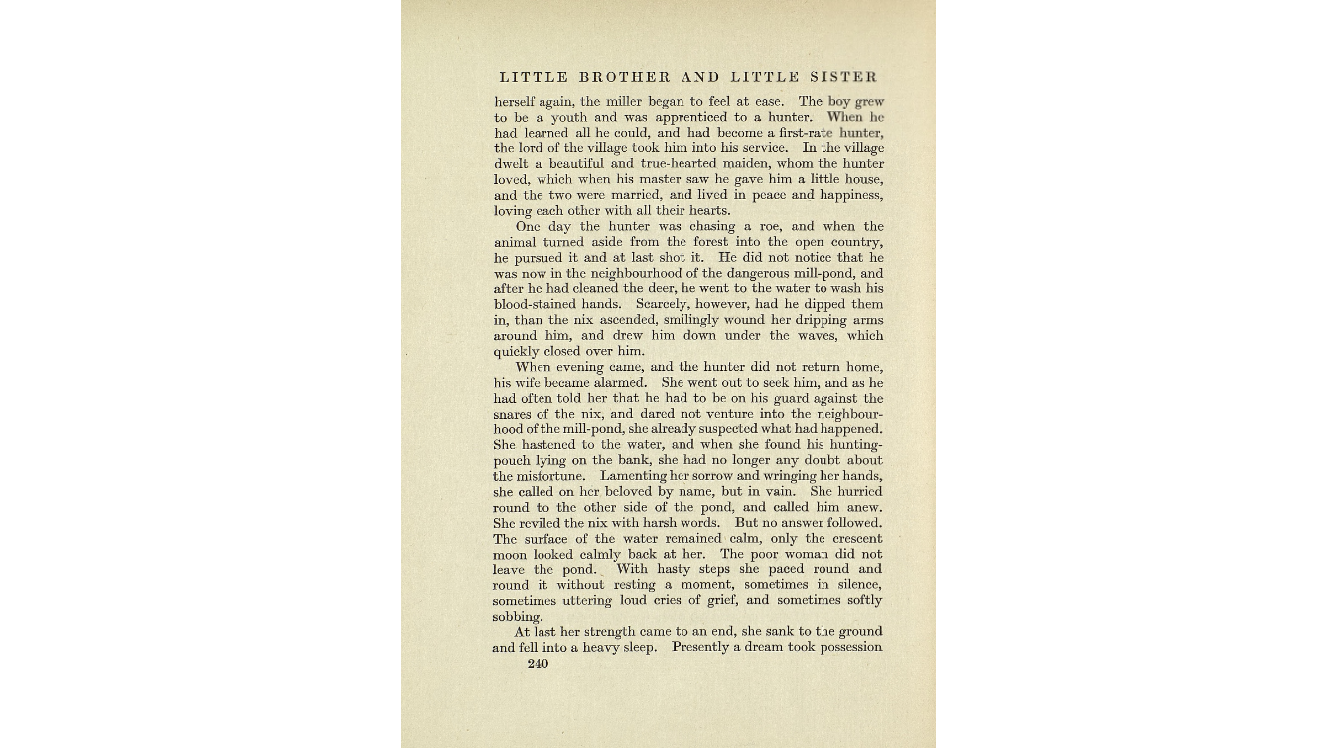 LITTLE BROTHER AND LITTLE SISTER
herself again, the miller began to feel at ease. The boy grew
to be a youth and was apprenticed to a hunter. When he
had learned all he could, and had become a first-rate hunter,
the lord of the village took him into his service. In the village
dwelt a beautiful and true-hearted maiden, whom the hunter
loved, which when his master saw he gave him a little house,
and the two were married, and lived in peace and happiness,
loving each other with all their hearts.
One day the hunter was chasing a roe, and when the
animal turned aside from the forest into the open country,
he pursued it and at last shot it. He did not notice that he
was now in the neighbourhood of the dangerous mill-pond, and
after he had cleaned the deer, he went to the water to wash his
blood-stained hands. Scarcely, however, had he dipped them
in, than the nix ascended, smilingly wound her dripping arms
around him, and drew him down under the waves, which
quickly closed over him.
When evening came, and the hunter did not return home,
his wife became alarmed. She went out to seek him, and as he
had often told her that he had to be on his guard against the
snares of the nix, and dared not venture into the neighbour-
hood of the mill-pond, she already suspected what had happened.
She hastened to the water, and when she found his hunting-
pouch lying on the bank, she had no longer any doubt about
the misfortune. Lamenting her sorrow and wringing her hands,
she called on her beloved by name, but in vain. She hurried
round to the other side of the pond, and called him anew.
She reviled the nix with harsh words. But no answer followed.
The surface of the water remained calm, only the crescent
moon looked calmly back at her. The poor woman did not
leave the pond. With hasty steps she paced round and
round it without resting a moment, sometimes in silence,
sometimes uttering loud cries of grief, and sometimes softly
sobbing.
At last her strength came to an end, she sank to the ground
and fell into a heavy sleep. Presently a dream took possession
240